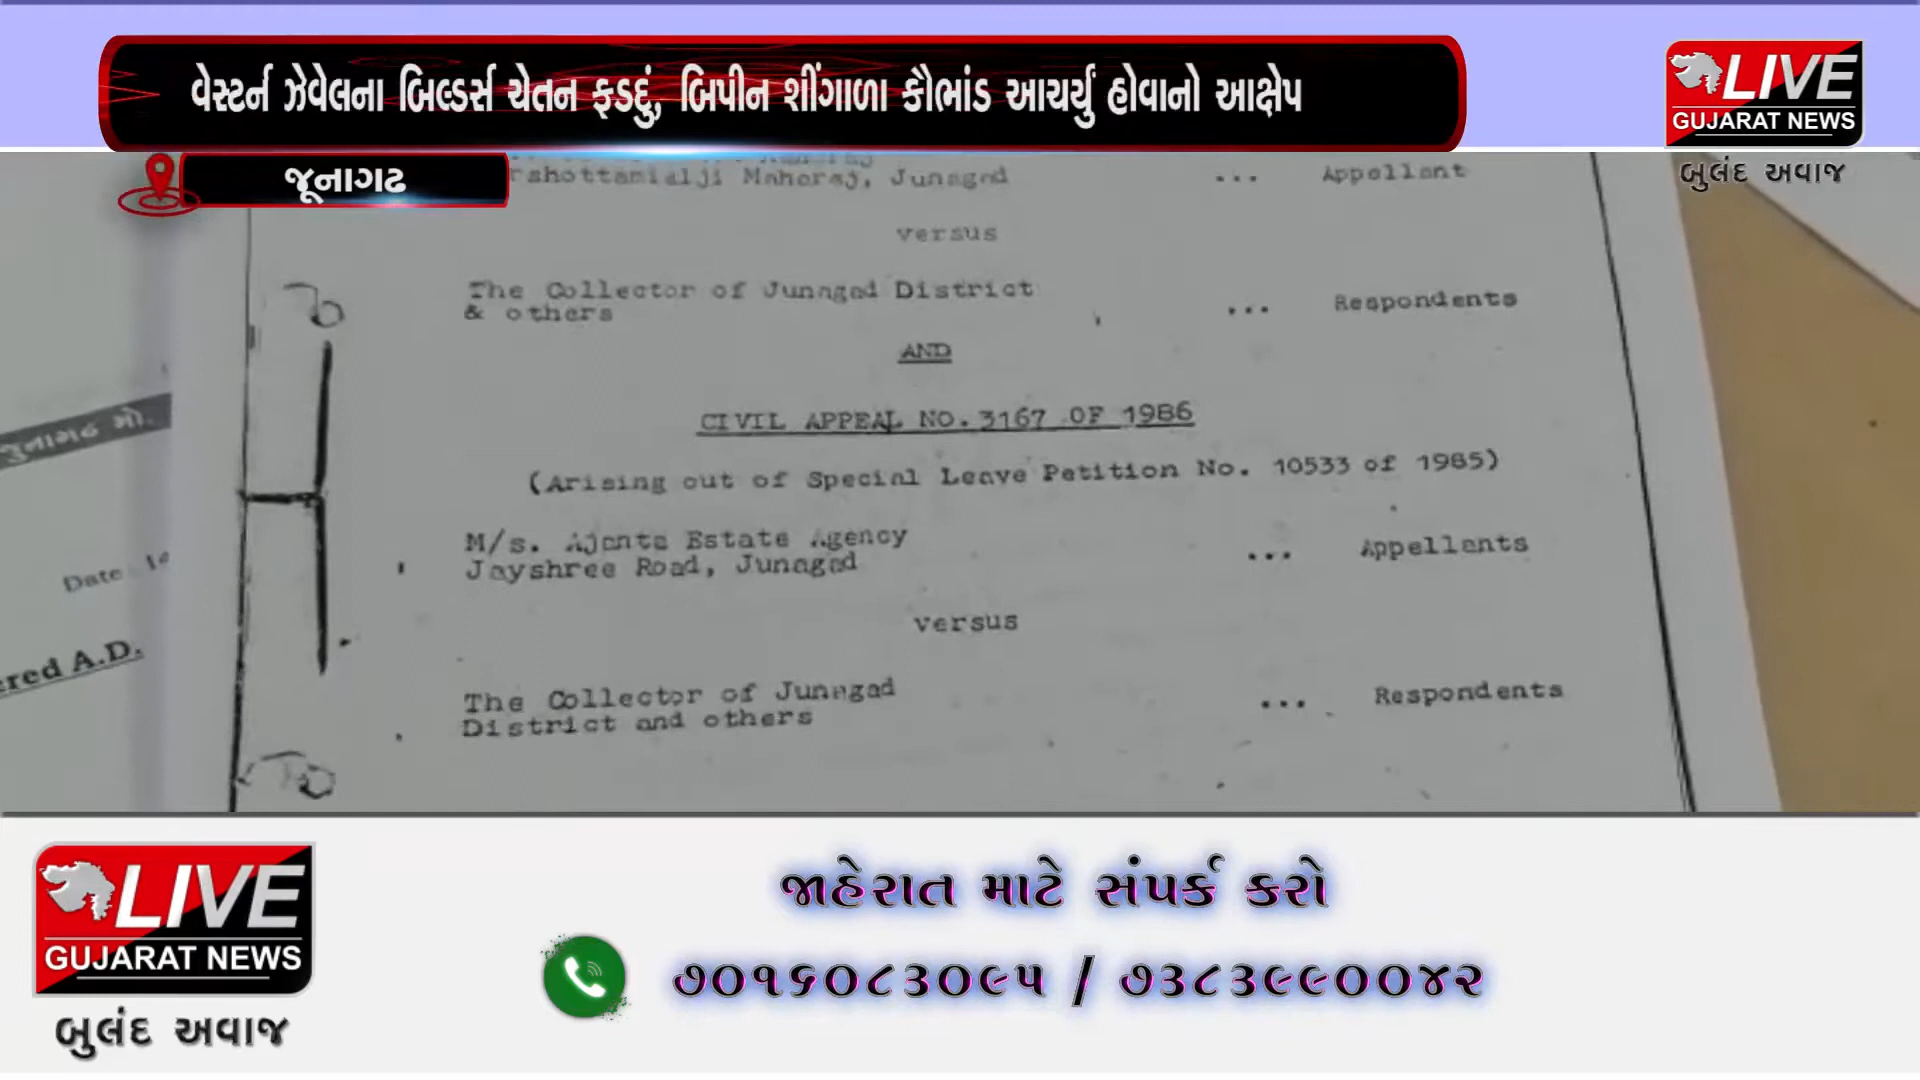 વેસ્ટર્ન ઝેવેલના બિલ્ડર્સ ચેતન ફડદું, બિપીન શીંગાળા કૌભાંડ આચર્યું હોવાનો આક્ષેપ
LIVE
GUJARAT NEWS
બુલંદ અવાજ
જૂનાગઢ
rshottamlalji Maharaj, Junagad ... Appellant
versus
The Collector of Junagad District ... Respondents
& others
AND
CIVIL APPEAL NO. 3167 OF 1986
(Arising out of Special Leave Petition No. 10533 of 1985)
M/s. Ajanta Estate Agency ... Appellants
Jayshree Road, Junagad
versus
The Collector of Junagad ... Respondents
District and others
જુનાગઢ મો.
Date
red A.D.
LIVE
GUJARAT NEWS
બુલંદ અવાજ
જાહેરાત માટે સંપર્ક કરો
૭૦૧૬૦૮૩૦૯૫ / ૭૩૮૩૯૯૦૦૪૨